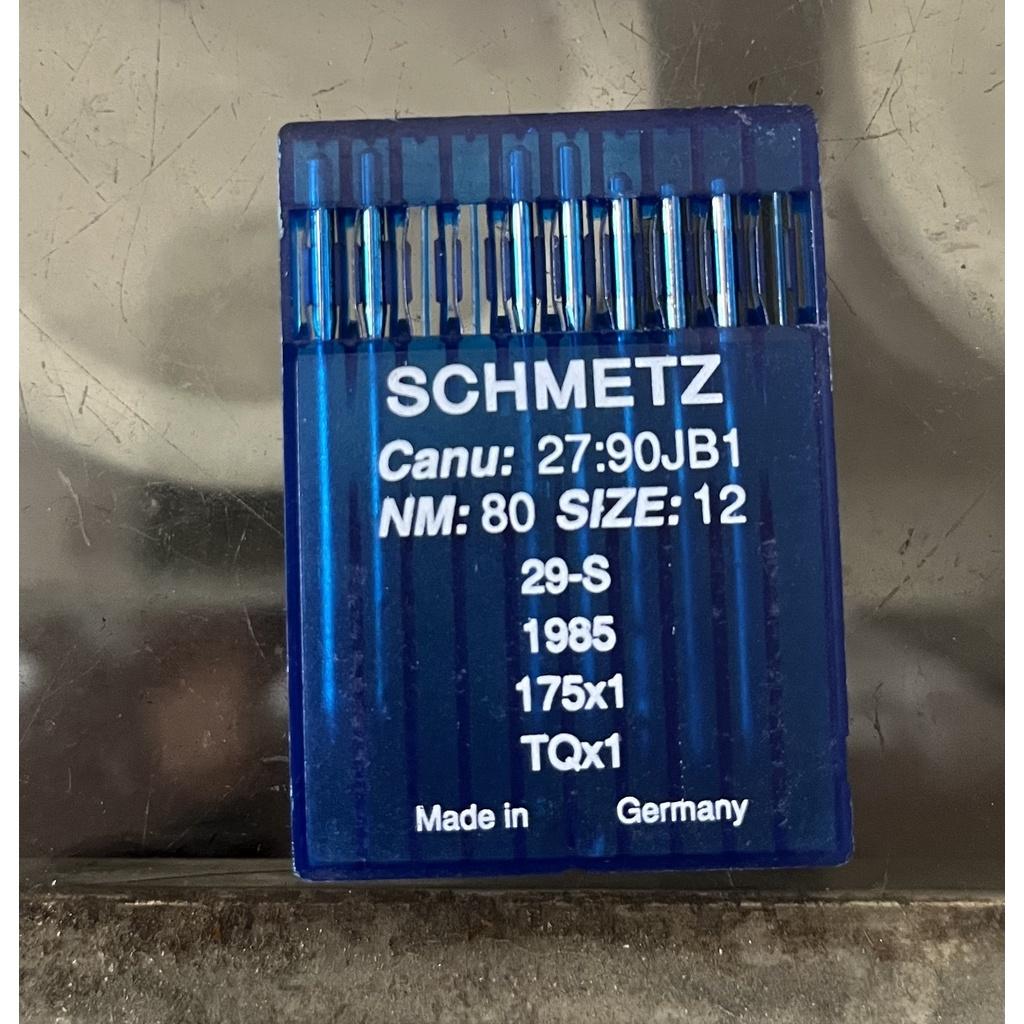 SCHMETZ
Canu: 27:90JB1
NM: 80 SIZE: 12
29-S
1985
175x1
TQx1
Made in Germany